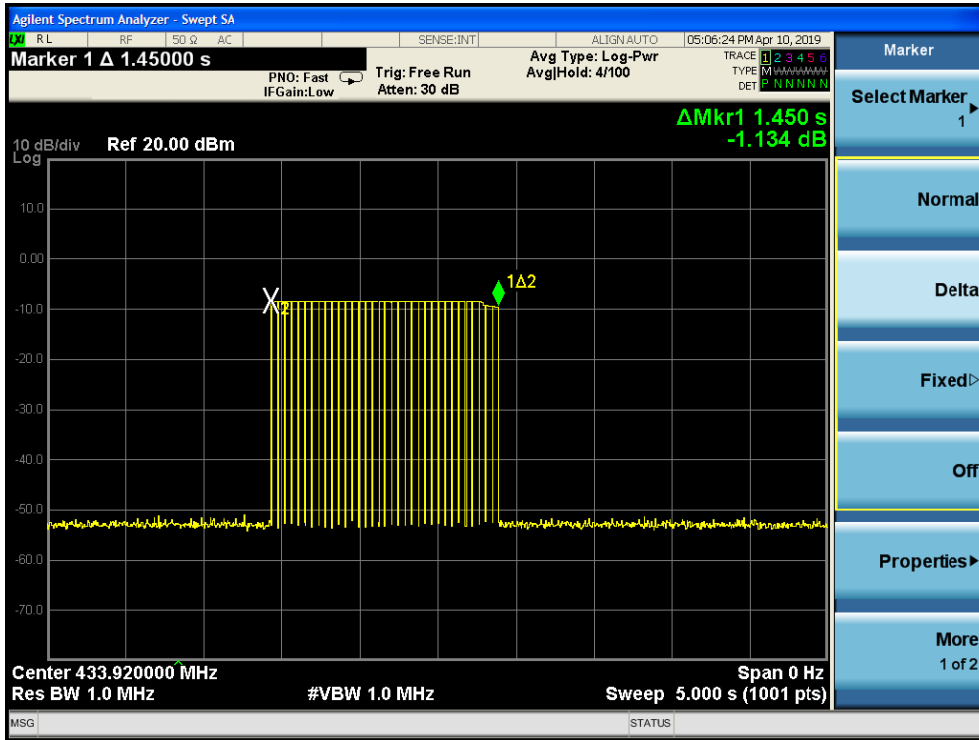 Agilent Spectrum Analyzer - Swept SA
LXI RL RF 50 Ω AC SENSE:INT ALIGN AUTO 05:06:24 PM Apr 10, 2019
Marker 1 Δ 1.45000 s
PNO: Fast
IFGain:Low
Trig: Free Run
Atten: 30 dB
Avg Type: Log-Pwr
Avg|Hold: 4/100
TRACE 1 2 3 4 5 6
TYPE M
DET P N N N N N
ΔMkr1 1.450 s
-1.134 dB
10 dB/div Ref 20.00 dBm
Log
10.0
0.00
-10.0
-20.0
-30.0
-40.0
-50.0
-60.0
-70.0
X2
1Δ2
Center 433.920000 MHz Span 0 Hz
Res BW 1.0 MHz #VBW 1.0 MHz Sweep 5.000 s (1001 pts)
MSG STATUS
Marker
Select Marker
1
Normal
Delta
Fixed
Off
Properties
More
1 of 2